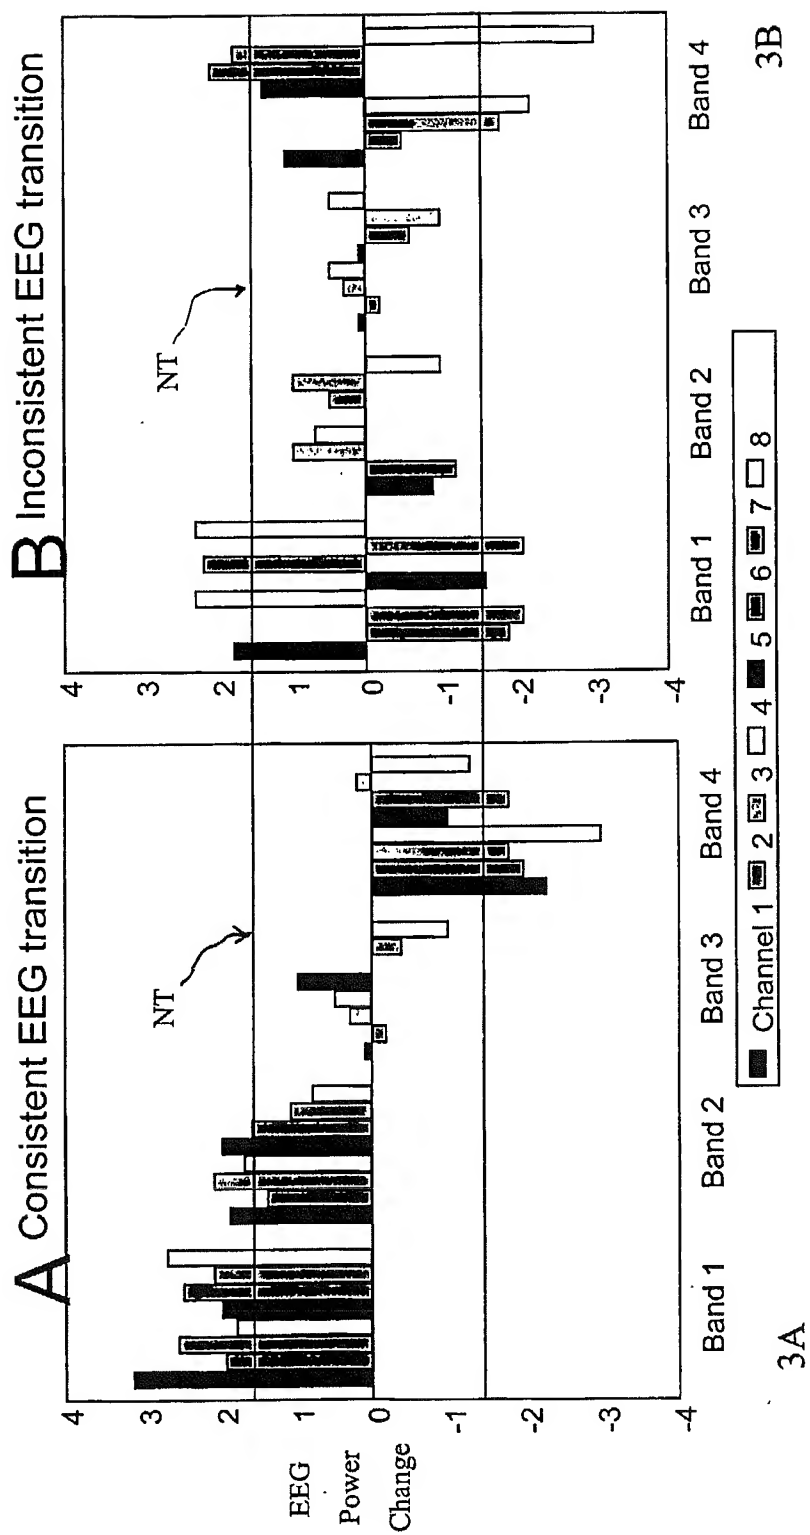 A Consistent EEG transition
B Inconsistent EEG transition
EEG
Power
Change
4
3
2
1
0
-1
-2
-3
-4
NT
Band 1
Band 2
Band 3
Band 4
4
3
2
1
0
-1
-2
-3
-4
NT
Band 1
Band 2
Band 3
Band 4
Channel 1 2 3 4 5 6 7 8
3A
3B